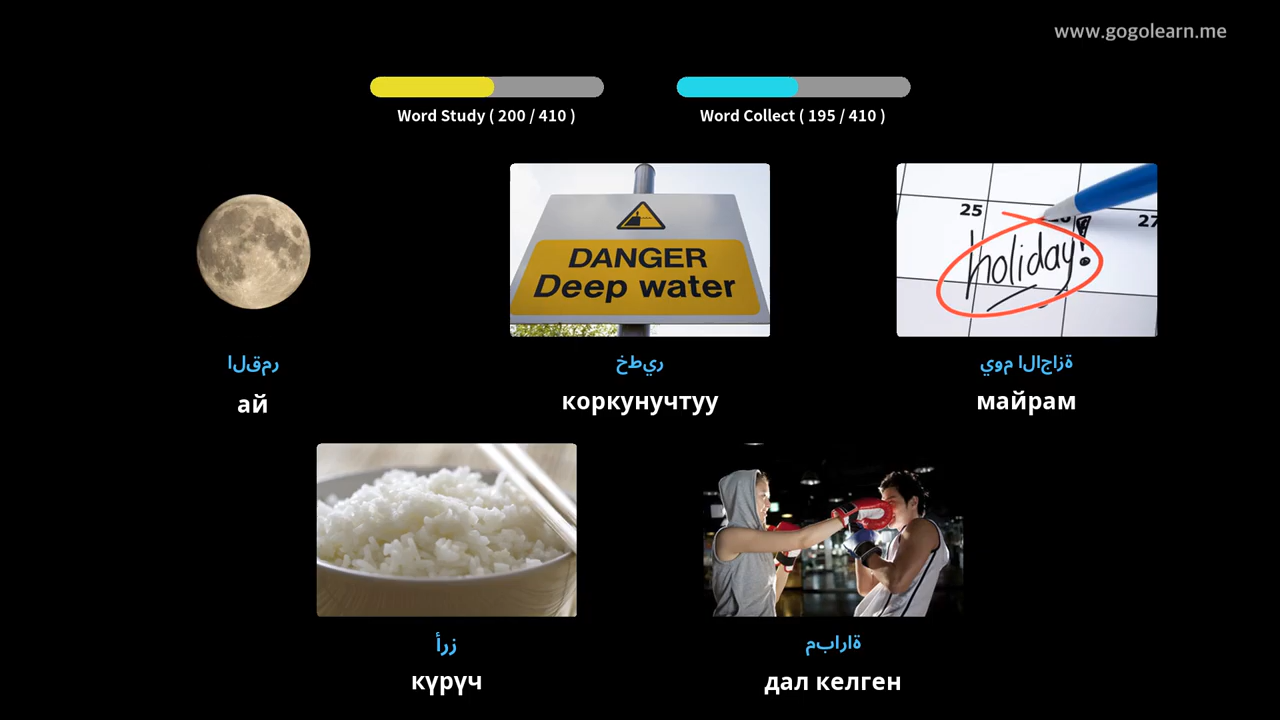 www.gogolearn.me
Word Study ( 200 / 410 )
Word Collect ( 195 / 410 )
DANGER
Deep water
25
27
holiday!
القمر
ай
خطير
коркунучтуу
يوم الاجازة
майрам
أرز
күрүч
مباراة
дал келген